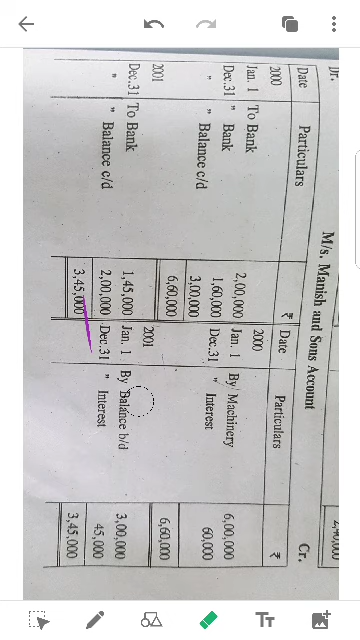 M/s. Manish and Sons Account
Dr. Cr.
Date Particulars ₹ Date Particulars ₹
2000 2000
Jan. 1 To Bank 2,00,000 Jan. 1 By Machinery 6,00,000
Dec.31 " Bank 1,60,000 Dec.31 " Interest 60,000
" " Balance c/d 3,00,000
6,60,000 6,60,000
2001 2001
Dec.31 To Bank 1,45,000 Jan. 1 By Balance b/d 3,00,000
" " Balance c/d 2,00,000 Dec.31 " Interest 45,000
3,45,000 3,45,000
TT